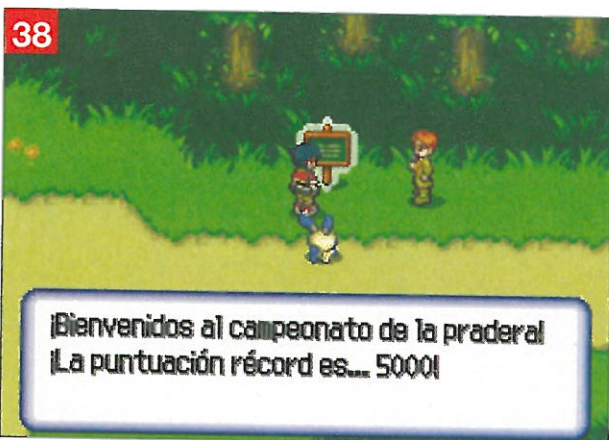 38
¡Bienvenidos al campeonato de la pradera!
¡La puntuación récord es... 5000!